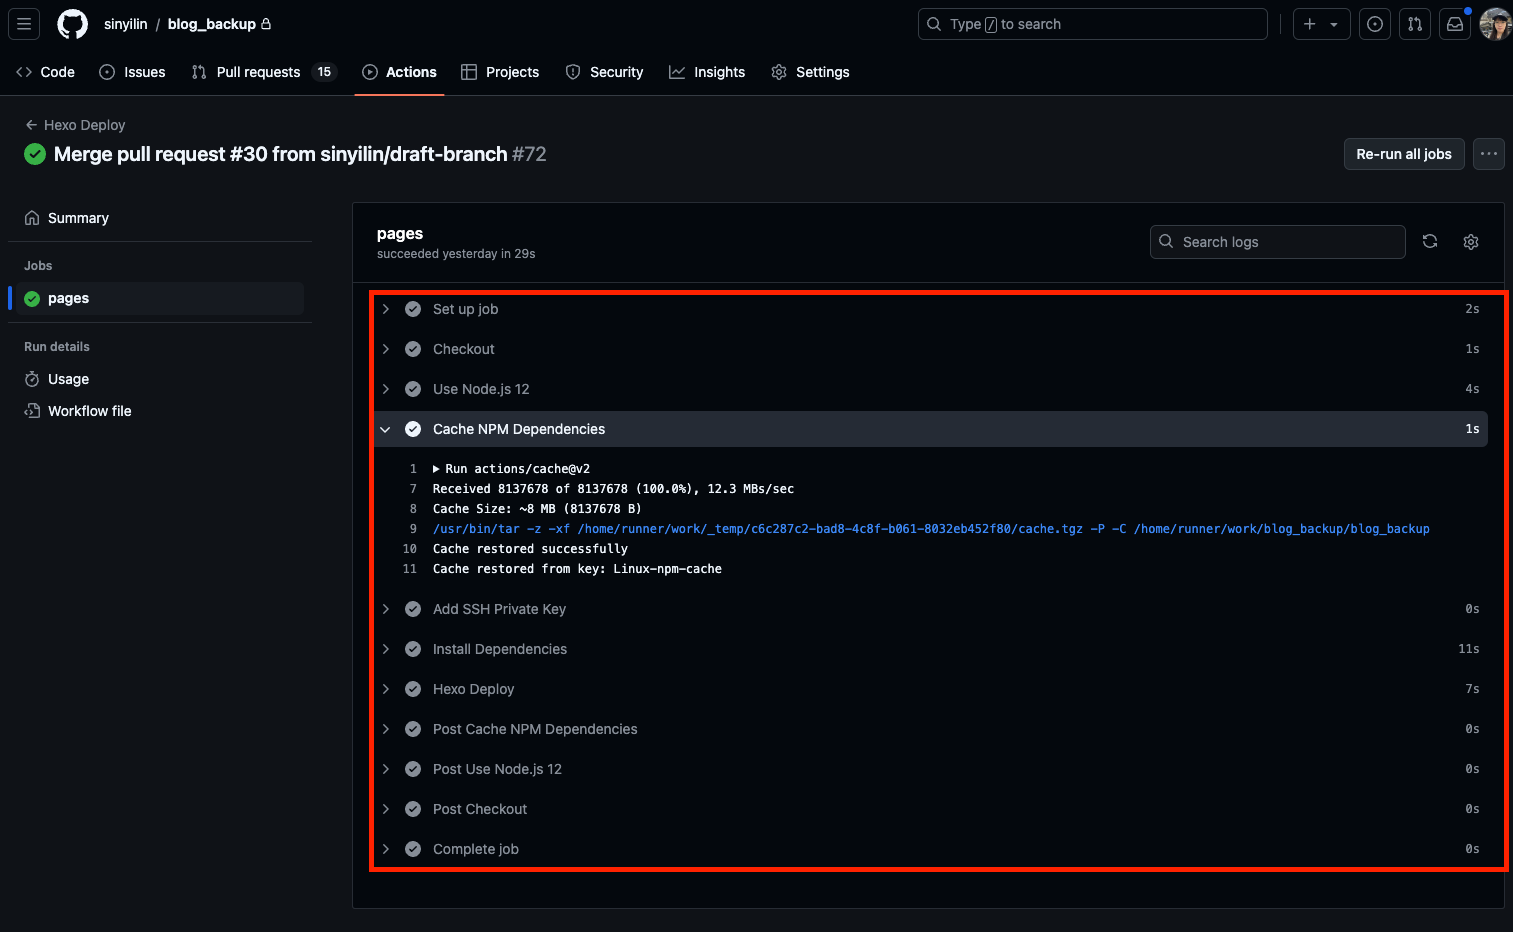 sinyilin / blog_backup
Type / to search
Code
Issues
Pull requests 15
Actions
Projects
Security
Insights
Settings
Hexo Deploy
Merge pull request #30 from sinyilin/draft-branch #72
Re-run all jobs
Summary
Jobs
pages
Run details
Usage
Workflow file
pages
succeeded yesterday in 29s
Search logs
Set up job 2s
Checkout 1s
Use Node.js 12 4s
Cache NPM Dependencies 1s
1 Run actions/cache@v2
7 Received 8137678 of 8137678 (100.0%), 12.3 MBs/sec
8 Cache Size: ~8 MB (8137678 B)
9 /usr/bin/tar -z -xf /home/runner/work/_temp/c6c287c2-bad8-4c8f-b061-8032eb452f80/cache.tgz -P -C /home/runner/work/blog_backup/blog_backup
10 Cache restored successfully
11 Cache restored from key: Linux-npm-cache
Add SSH Private Key 0s
Install Dependencies 11s
Hexo Deploy 7s
Post Cache NPM Dependencies 0s
Post Use Node.js 12 0s
Post Checkout 0s
Complete job 0s